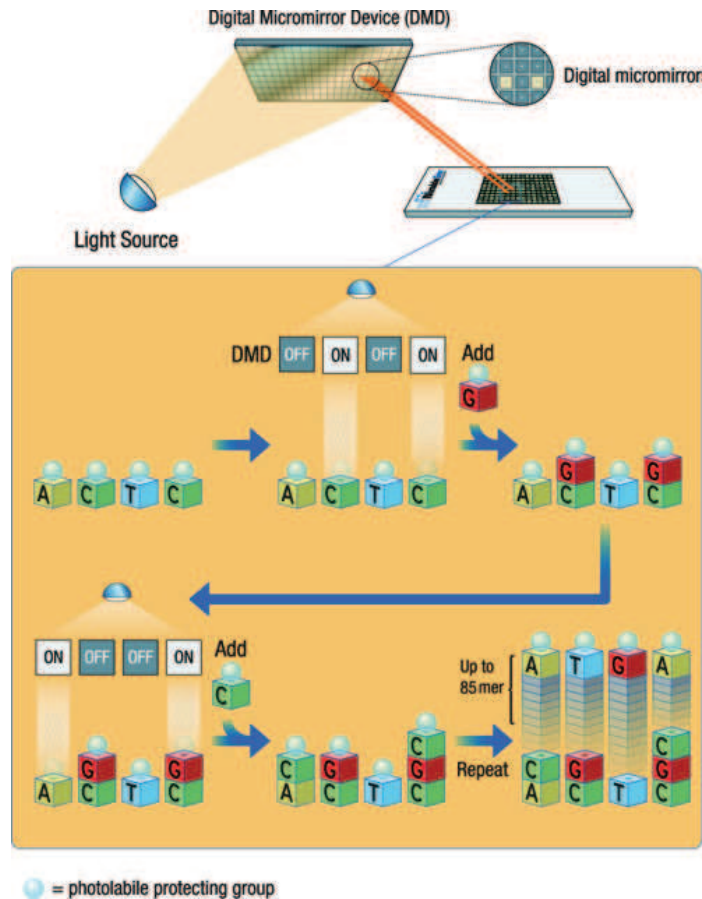 Digital Micromirror Device (DMD)
Digital micromirror
Light Source
DMD OFF ON OFF ON Add
G
A C T C
A C T C
G G
A C T C
ON OFF OFF ON Add
C
G G
A C T C
C
C G G
A C T C
Repeat
Up to
85 mer
A T G A
C
C G G
A C T C
= photolabile protecting group